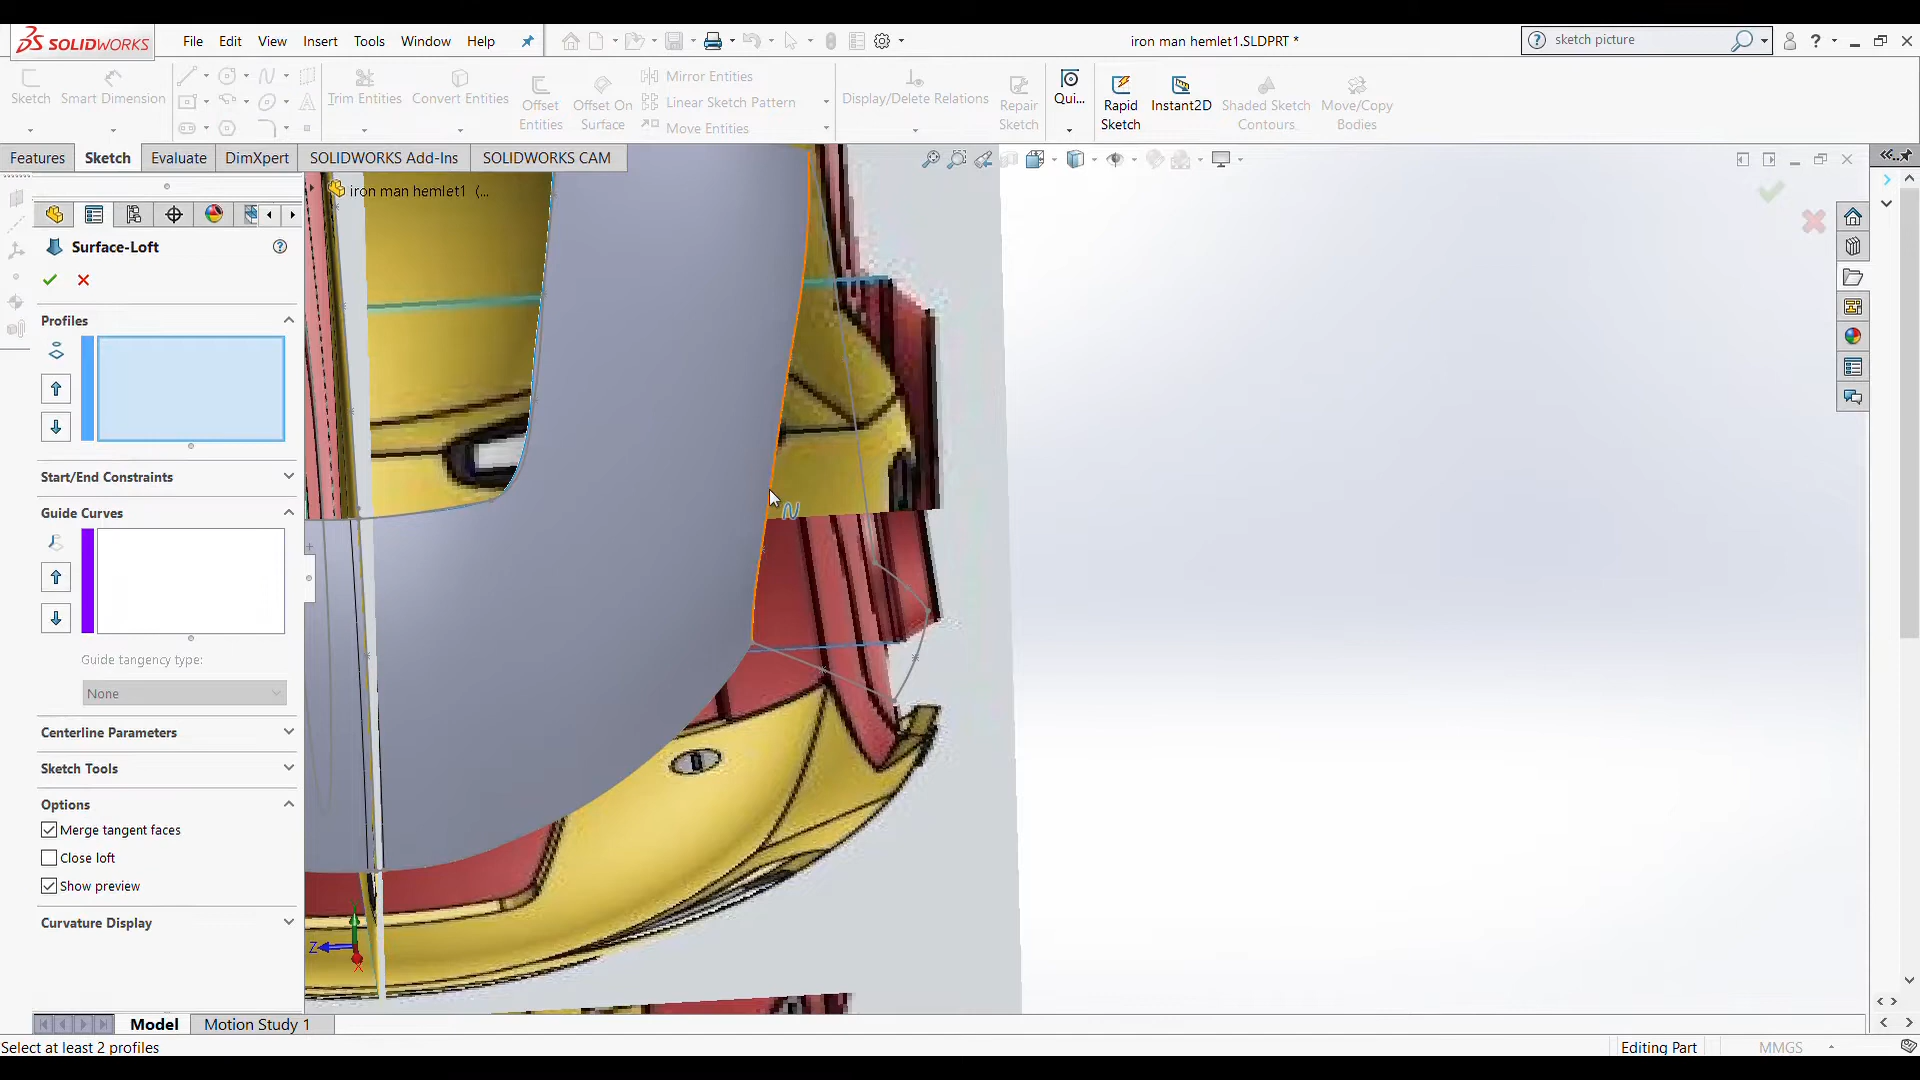 SOLIDWORKS File Edit View Insert Tools Window Help iron man hemlet1.SLDPRT * sketch picture
Sketch Smart Dimension Trim Entities Convert Entities Offset Entities Offset On Surface
Mirror Entities
Linear Sketch Pattern
Move Entities
Display/Delete Relations Repair Sketch Qui... Rapid Sketch Instant2D Shaded Sketch Contours Move/Copy Bodies
Features Sketch Evaluate DimXpert SOLIDWORKS Add-Ins SOLIDWORKS CAM
iron man hemlet1 (...
Surface-Loft
Profiles
Start/End Constraints
Guide Curves
Guide tangency type:
None
Centerline Parameters
Sketch Tools
Options
Merge tangent faces
Close loft
Show preview
Curvature Display
Z
X
Model Motion Study 1
Select at least 2 profiles Editing Part MMGS